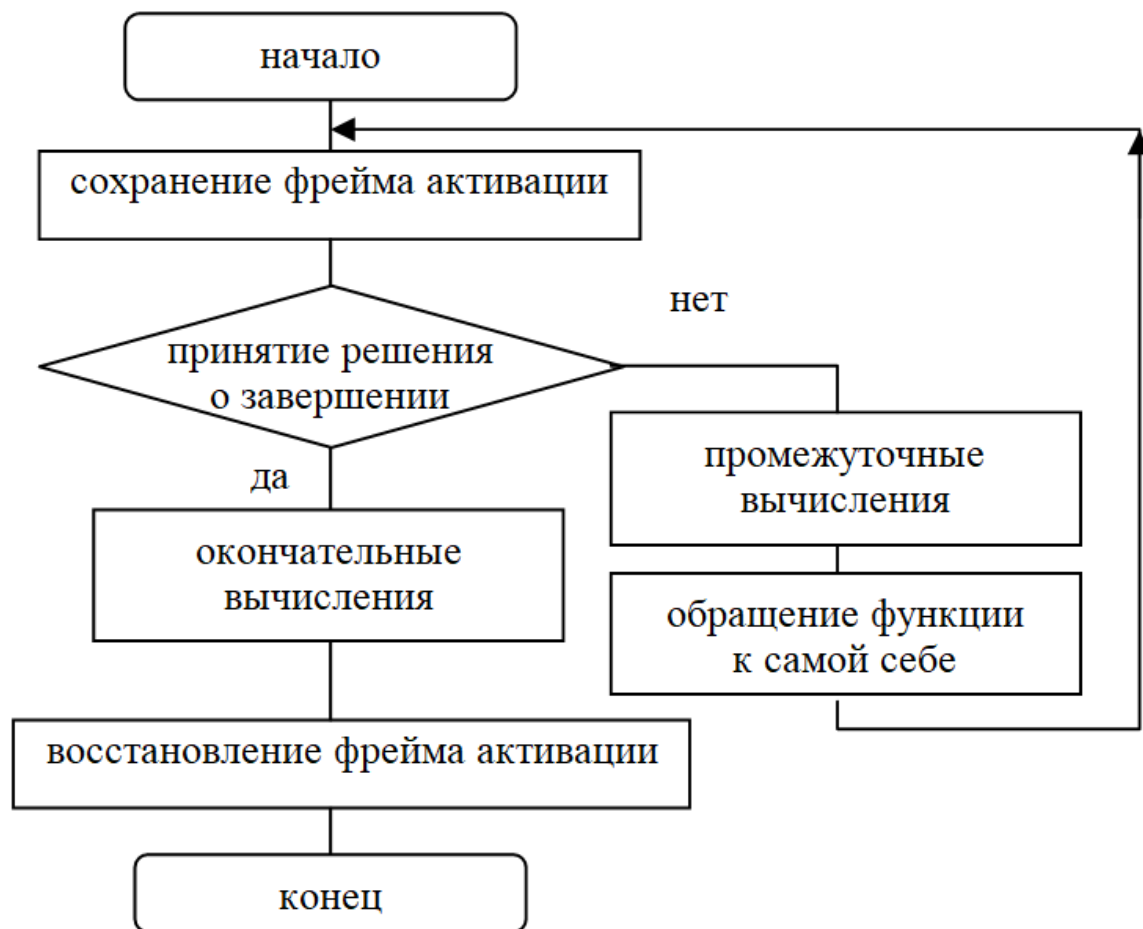 начало
сохранение фрейма активации
нет
принятие решения
о завершении
да
промежуточные
вычисления
окончательные
вычисления
обращение функции
к самой себе
восстановление фрейма активации
конец